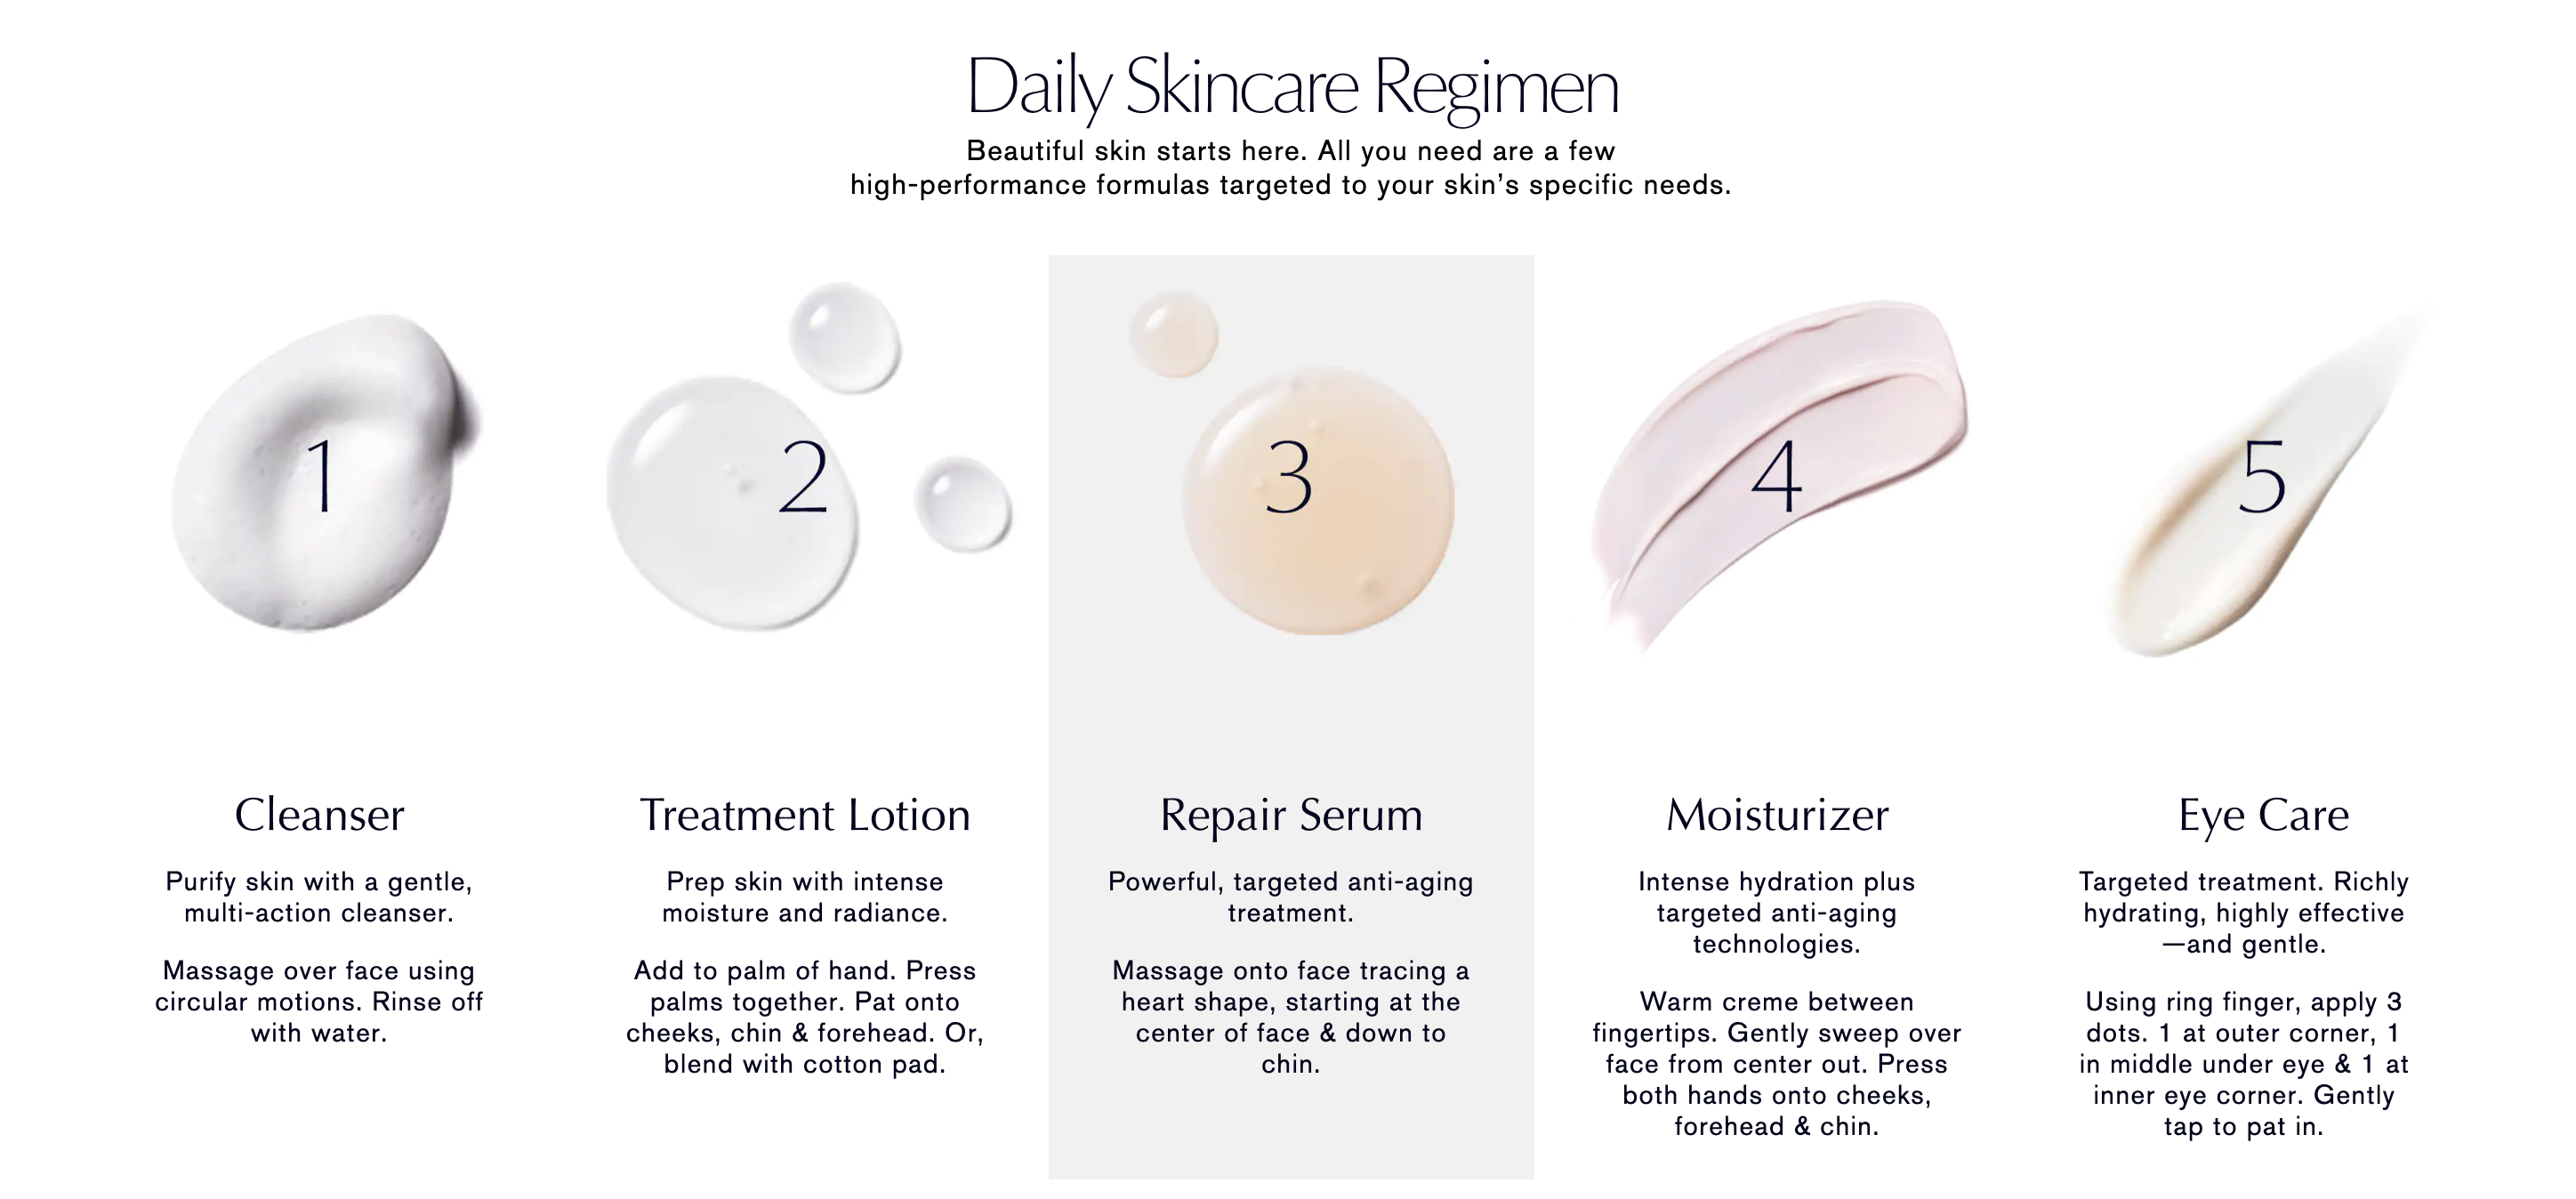 Daily Skincare Regimen
Beautiful skin starts here. All you need are a few
high-performance formulas targeted to your skin’s specific needs.
1
Cleanser
Purify skin with a gentle,
multi-action cleanser.
Massage over face using
circular motions. Rinse off
with water.
2
Treatment Lotion
Prep skin with intense
moisture and radiance.
Add to palm of hand. Press
palms together. Pat onto
cheeks, chin & forehead. Or,
blend with cotton pad.
3
Repair Serum
Powerful, targeted anti-aging
treatment.
Massage onto face tracing a
heart shape, starting at the
center of face & down to
chin.
4
Moisturizer
Intense hydration plus
targeted anti-aging
technologies.
Warm creme between
fingertips. Gently sweep over
face from center out. Press
both hands onto cheeks,
forehead & chin.
5
Eye Care
Targeted treatment. Richly
hydrating, highly effective
—and gentle.
Using ring finger, apply 3
dots. 1 at outer corner, 1
in middle under eye & 1 at
inner eye corner. Gently
tap to pat in.